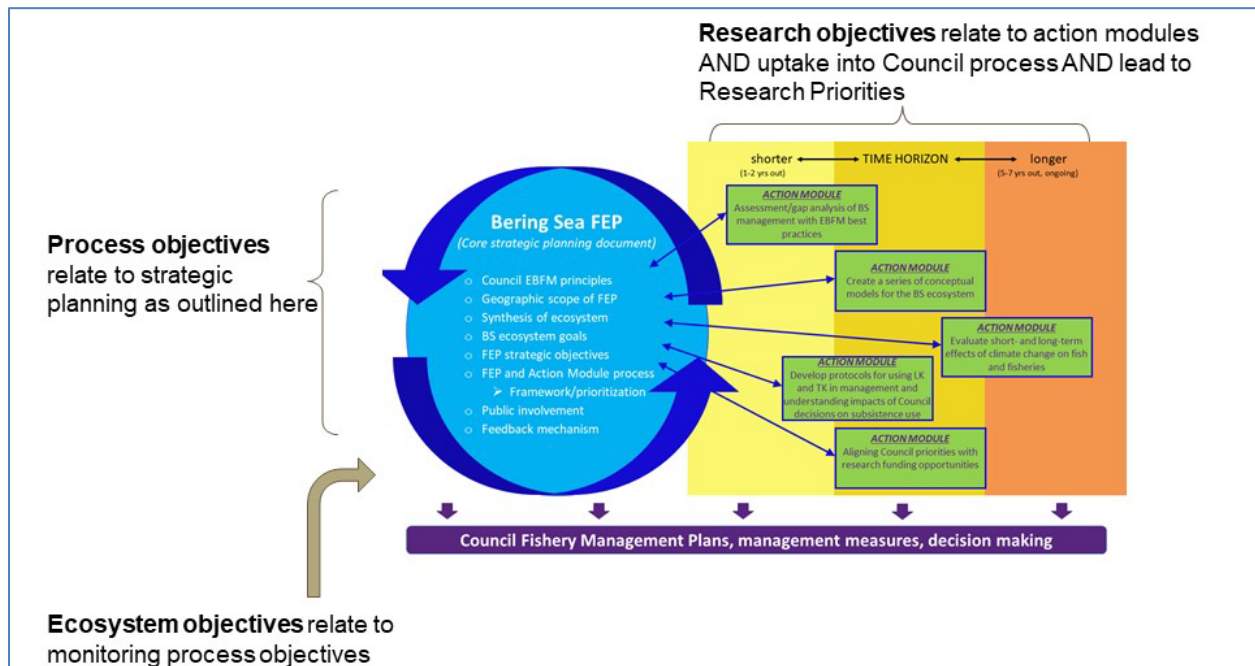 Research objectives relate to action modules
AND uptake into Council process AND lead to
Research Priorities
shorter
TIME HORIZON
longer
(1-2 yrs out)
(5-7 yrs out, ongoing)
Process objectives
relate to strategic
planning as outlined here
Bering Sea FEP
(Core strategic planning document)
o Council EBFM principles
o Geographic scope of FEP
o Synthesis of ecosystem
o BS ecosystem goals
o FEP strategic objectives
o FEP and Action Module process
➢ Framework/prioritization
o Public involvement
o Feedback mechanism
ACTION MODULE
Assessment/gap analysis of BS
management with EBFM best
practices
ACTION MODULE
Create a series of conceptual
models for the BS ecosystem
ACTION MODULE
Evaluate short- and long-term
effects of climate change on fish
and fisheries
ACTION MODULE
Develop protocols for using LK
and TK in management and
understanding impacts of Council
decisions on subsistence use
ACTION MODULE
Aligning Council priorities with
research funding opportunities
Council Fishery Management Plans, management measures, decision making
Ecosystem objectives relate to
monitoring process objectives